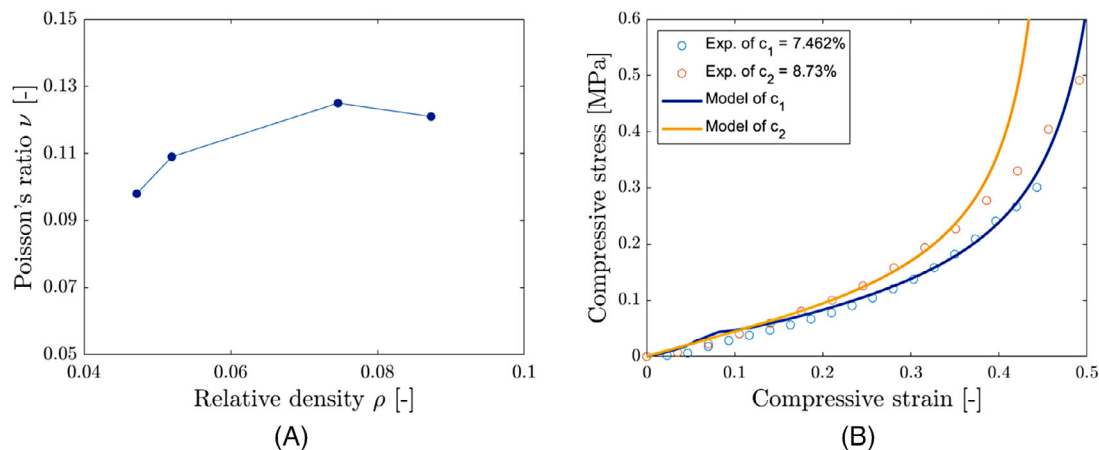 0.15
0.13
0.11
0.09
0.07
0.05
Poisson's ratio ν [-]
0.04
0.06
0.08
0.1
Relative density ρ [-]
(A)
0.6
0.5
0.4
0.3
0.2
0.1
0
Compressive stress [MPa]
Exp. of c₁ = 7.462%
Exp. of c₂ = 8.73%
Model of c₁
Model of c₂
0
0.1
0.2
0.3
0.4
0.5
Compressive strain [-]
(B)